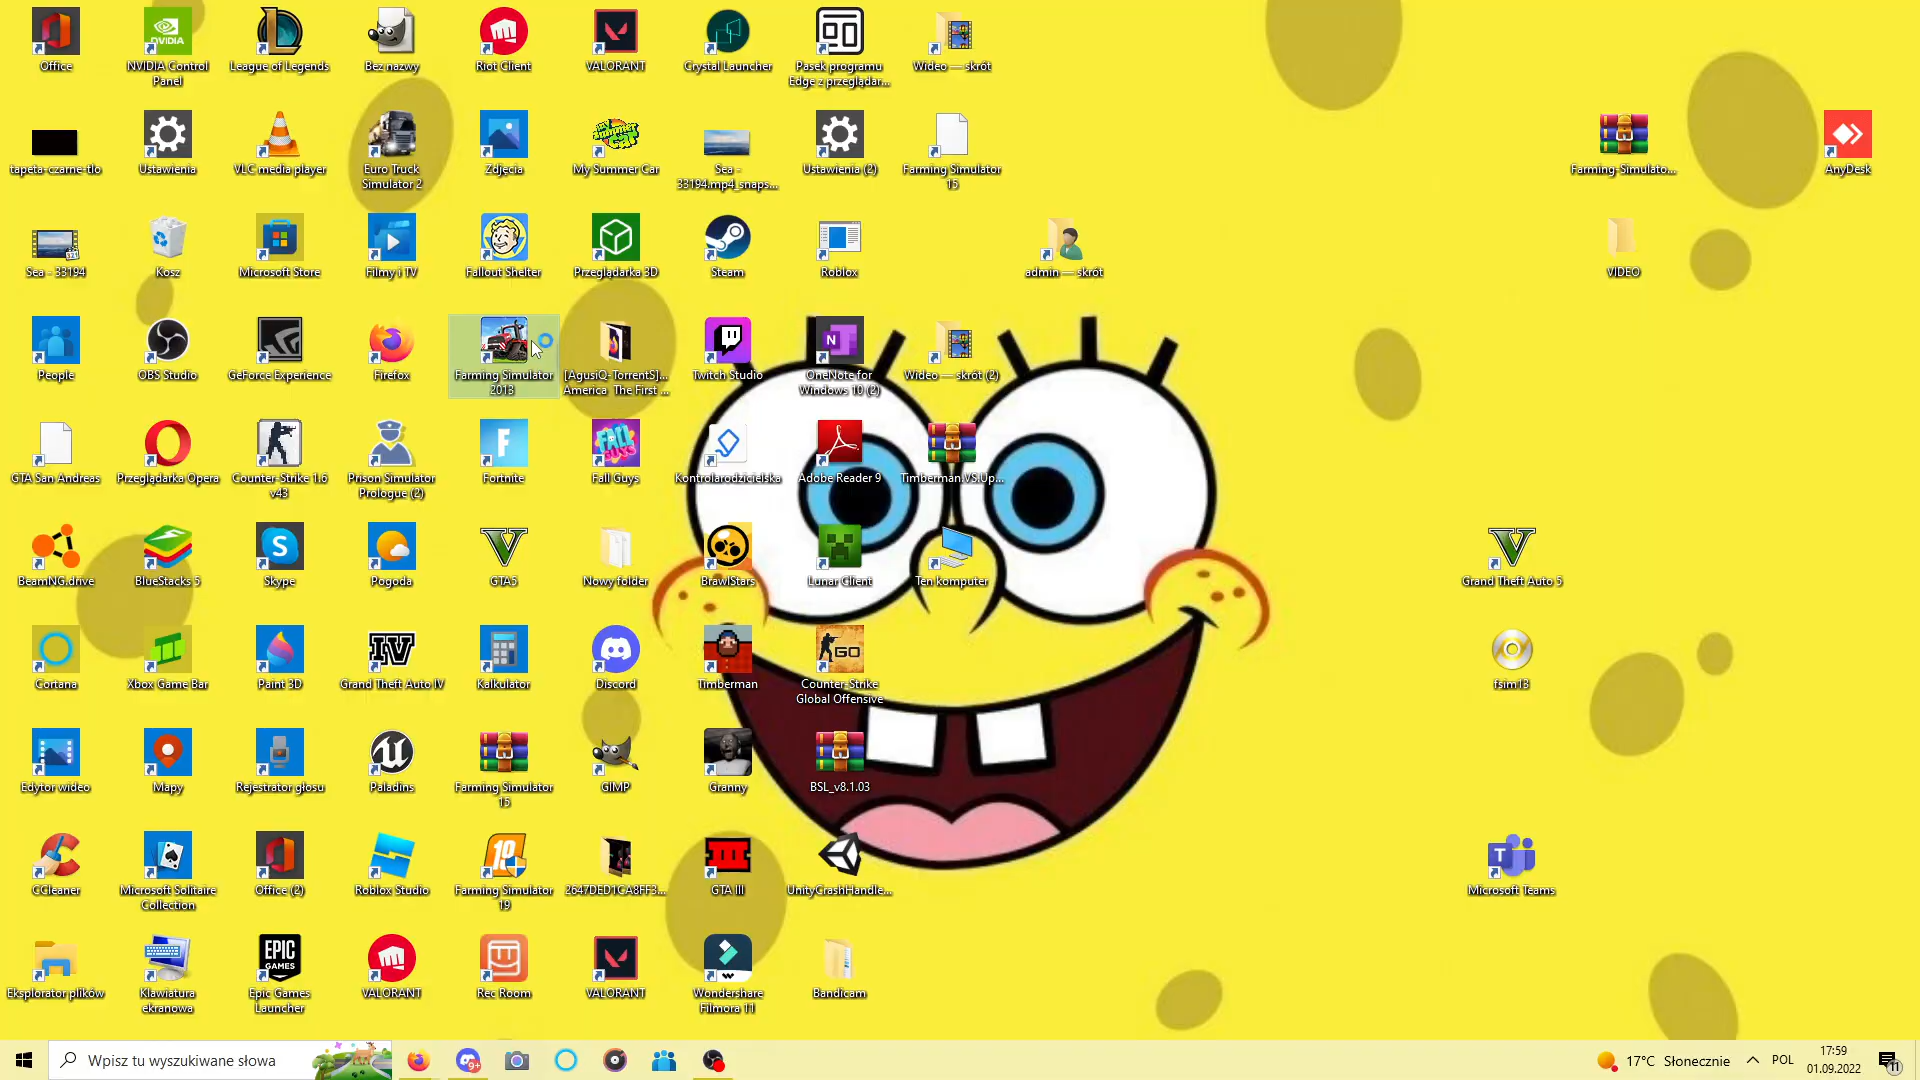 Office
NVIDIA Control
Panel
League of Legends
Bez nazwy
Riot Client
VALORANT
Crystal Launcher
Pasek programu
Edge z przeglądar...
Wideo — skrót
tapeta-czarne-tlo
Ustawienia
VLC media player
Euro Truck
Simulator 2
Zdjęcia
My Summer Car
Sea -
33194.mp4_snaps...
Ustawienia (2)
Farming Simulator
15
Farming-Simulato...
AnyDesk
Sea - 33194
Kosz
Microsoft Store
Filmy i TV
Fallout Shelter
Przeglądarka 3D
Steam
Roblox
admin — skrót
VIDEO
People
OBS Studio
GeForce Experience
Firefox
Farming Simulator
2013
[AgusiQ-TorrentS]...
America The First ...
Twitch Studio
OneNote for
Windows 10 (2)
Wideo — skrót (2)
GTA San Andreas
Przeglądarka Opera
Counter-Strike 1.6
v43
Prison Simulator
Prologue (2)
Fortnite
Fall Guys
Kontrolarodzicielska
Adobe Reader 9
Timberman.VS.Up...
BeamNG.drive
BlueStacks 5
Skype
Pogoda
GTA5
Nowy folder
BrawlStars
Lunar Client
Ten komputer
Grand Theft Auto 5
Cortana
Xbox Game Bar
Paint 3D
Grand Theft Auto IV
Kalkulator
Discord
Timberman
Counter-Strike
Global Offensive
fsim13
Edytor wideo
Mapy
Rejestrator głosu
Paladins
Farming Simulator
15
GIMP
Granny
BSL_v8.1.03
CCleaner
Microsoft Solitaire
Collection
Office (2)
Roblox Studio
Farming Simulator
19
2647DED1CA8FF3...
GTA III
UnityCrashHandle...
Microsoft Teams
Eksplorator plików
Klawiatura
ekranowa
Epic Games
Launcher
VALORANT
Rec Room
VALORANT
Wondershare
Filmora 11
Bandicam
Wpisz tu wyszukiwane słowa
17°C Słonecznie
POL
17:59
01.09.2022
11